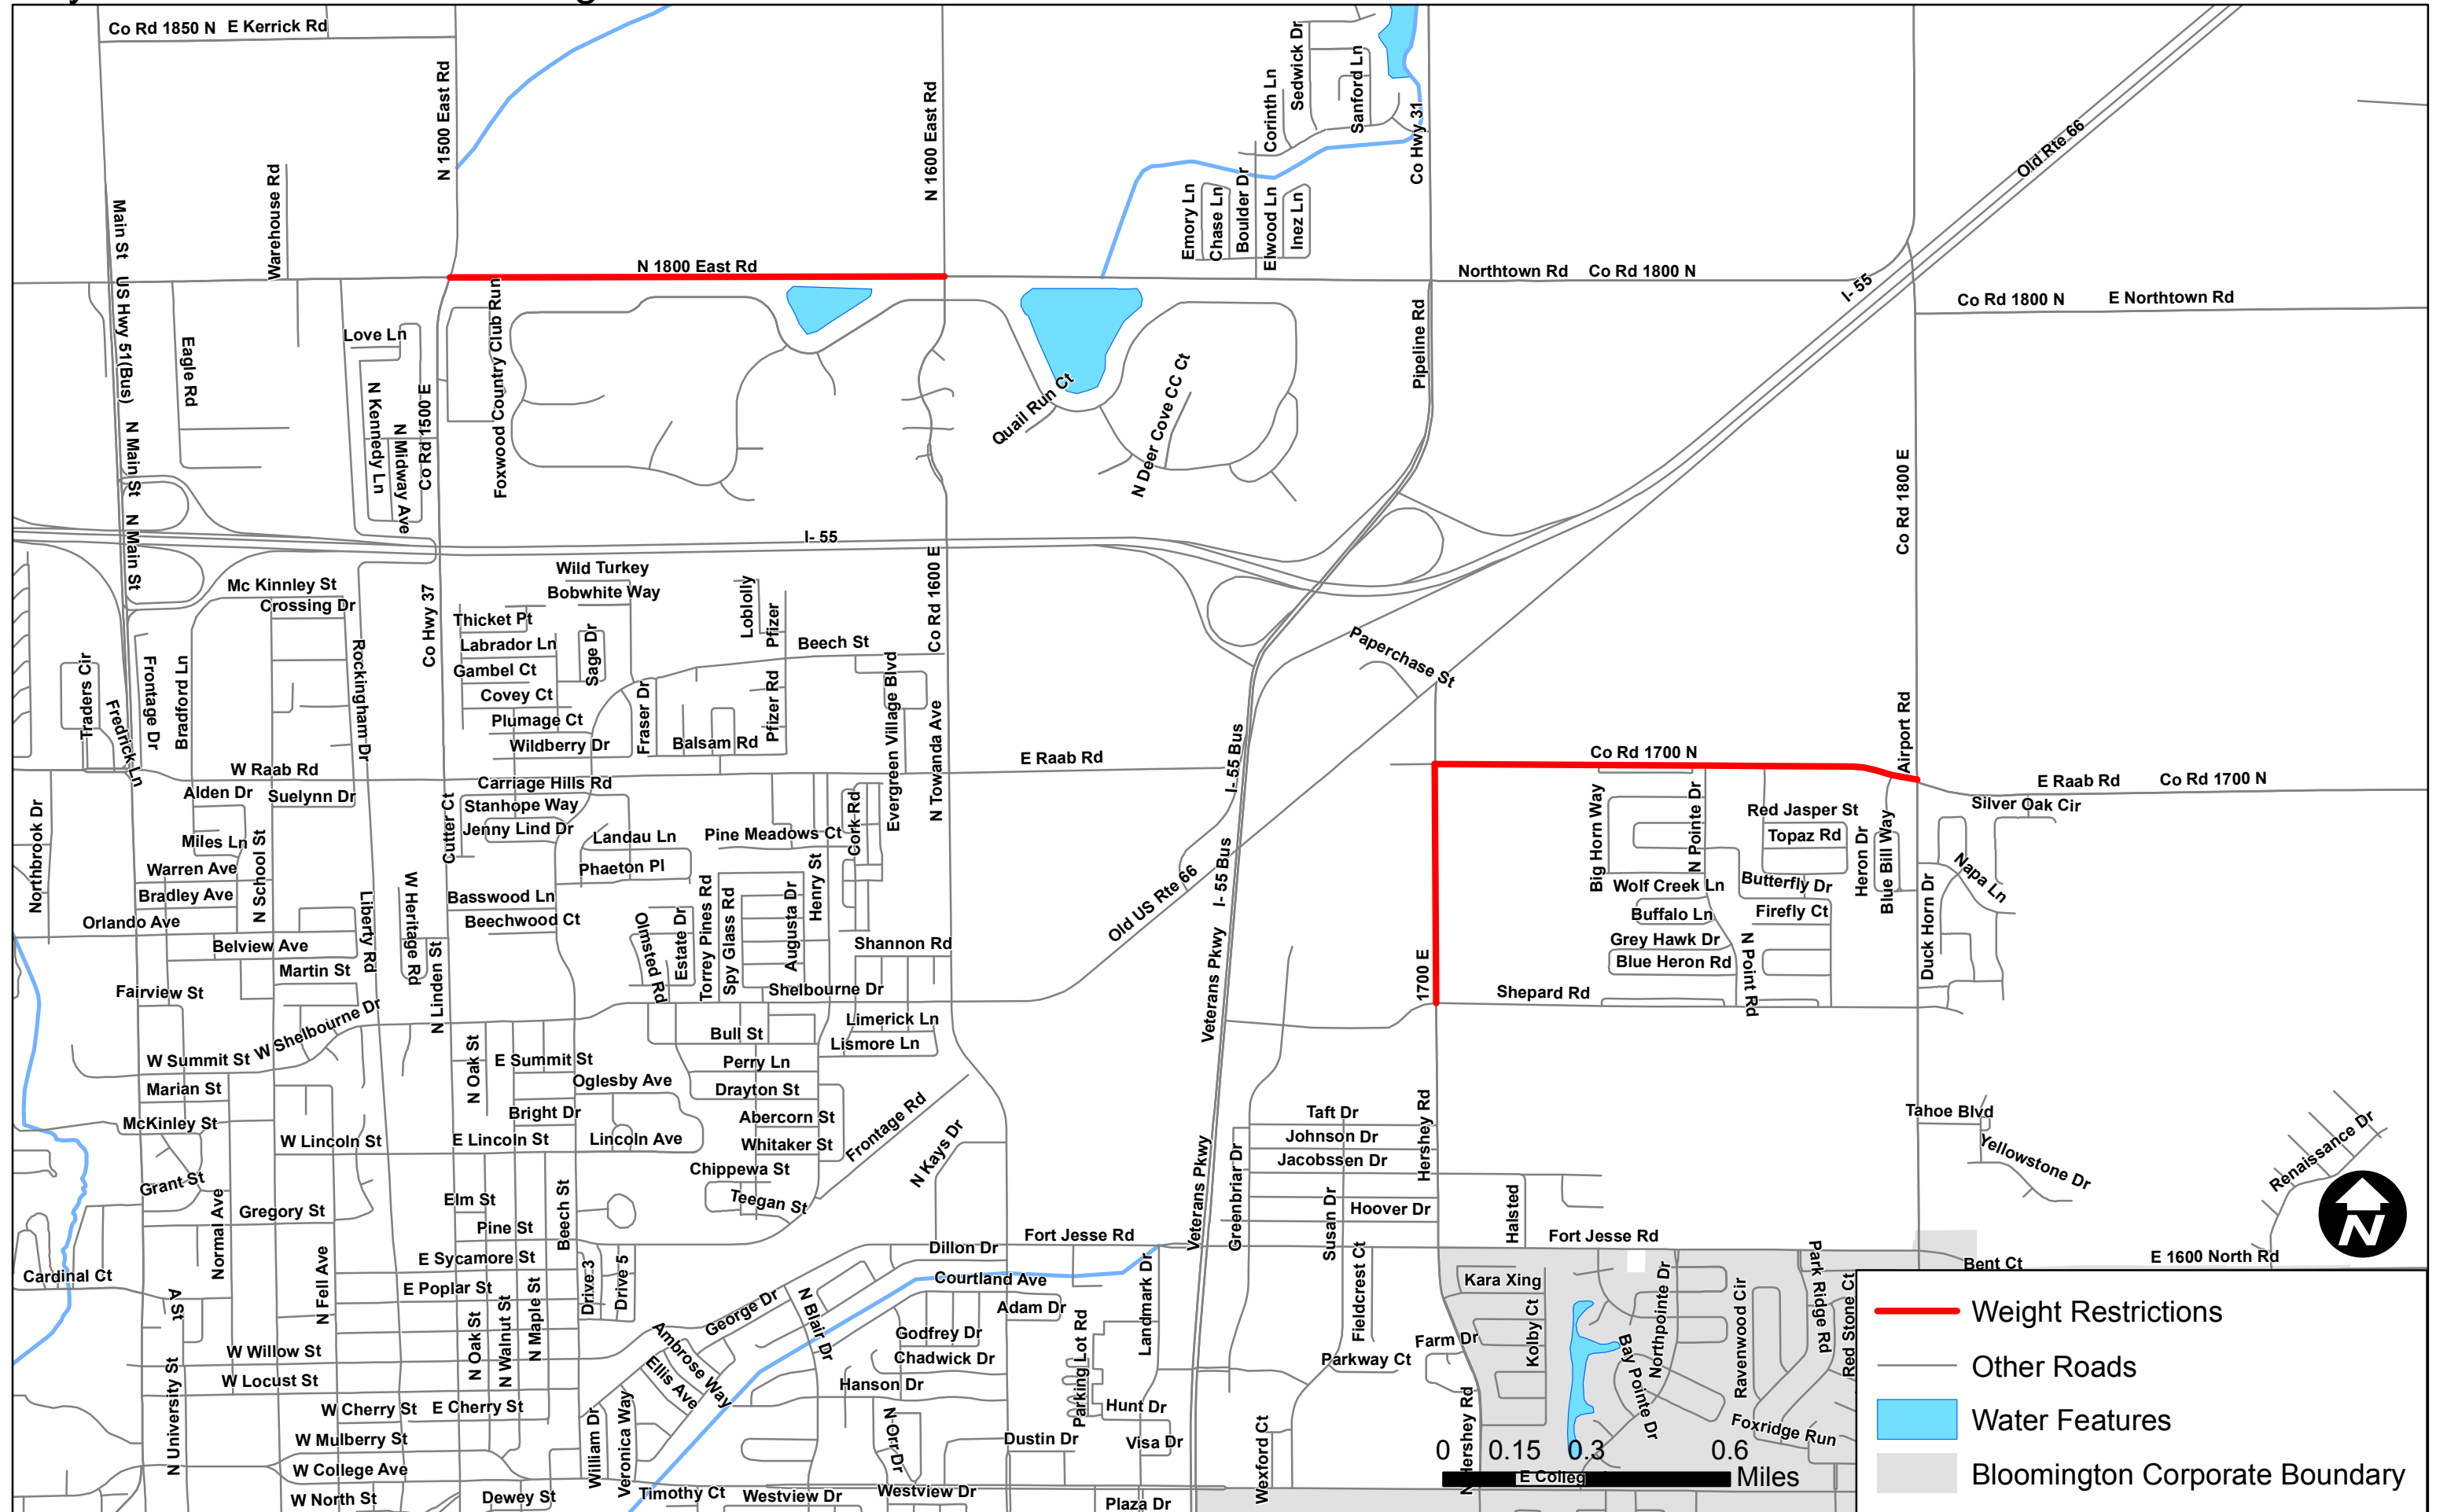 Co Rd 1850 N
E Kerrick Rd
N 1500 East Rd
N 1600 East Rd
Sedwick Dr
Sanford Ln
Corinth Ln
Co Hwy 31
Old Rte 66
Main St
Warehouse Rd
Emory Ln
Chase Ln
Boulder Dr
Elwood Ln
Inez Ln
N 1800 East Rd
Northtown Rd
Co Rd 1800 N
I- 55
Co Rd 1800 N
E Northtown Rd
US Hwy 51(Bus)
Eagle Rd
Love Ln
N Kennedy Ln
N Midway Ave
Co Rd 1500 E
Foxwood Country Club Run
Quail Run Ct
N Deer Cove CC Ct
Pipeline Rd
N Main St
N Main St
Co Rd 1800 E
I- 55
Mc Kinnley St
Crossing Dr
Co Hwy 37
Wild Turkey
Bobwhite Way
Thicket Pt
Labrador Ln
Gambel Ct
Covey Ct
Plumage Ct
Wildberry Dr
Sage Dr
Fraser Dr
Loblolly
Pfizer
Beech St
Pfizer Rd
Balsam Rd
Co Rd 1600 E
Evergreen Village Blvd
N Towanda Ave
Paperchase St
Traders Cir
Fredrick Ln
Frontage Dr
Bradford Ln
Rockingham Dr
W Raab Rd
E Raab Rd
I- 55 Bus
Co Rd 1700 N
Airport Rd
E Raab Rd
Co Rd 1700 N
Silver Oak Cir
Northbrook Dr
Alden Dr
Suelynn Dr
Miles Ln
Warren Ave
Bradley Ave
Orlando Ave
N School St
Belview Ave
Martin St
Fairview St
Liberty Rd
W Heritage Rd
N Linden St
Cutter Ct
Carriage Hills Rd
Stanhope Way
Jenny Lind Dr
Landau Ln
Phaeton Pl
Basswood Ln
Beechwood Ct
Pine Meadows Ct
Cork Rd
Henry St
Olmsted Rd
Estate Dr
Torrey Pines Rd
Spy Glass Rd
Augusta Dr
Shannon Rd
Shelbourne Dr
Old US Rte 66
I- 55 Bus
Veterans Pkwy
1700 E
Big Horn Way
N Pointe Dr
Red Jasper St
Topaz Rd
Heron Dr
Blue Bill Way
Wolf Creek Ln
Butterfly Dr
Buffalo Ln
Firefly Ct
Grey Hawk Dr
Blue Heron Rd
N Point Rd
Duck Horn Dr
Napa Ln
Shepard Rd
W Shelbourne Dr
W Summit St
Marian St
McKinley St
W Lincoln St
Grant St
Normal Ave
Gregory St
N Oak St
E Summit St
Oglesby Ave
Bright Dr
E Lincoln St
Lincoln Ave
Bull St
Limerick Ln
Lismore Ln
Perry Ln
Drayton St
Abercorn St
Whitaker St
Chippewa St
Teegan St
Frontage Rd
N Kays Dr
Taft Dr
Johnson Dr
Jacobssen Dr
Hershey Rd
Tahoe Blvd
Yellowstone Dr
Renaissance Dr
Elm St
Pine St
Beech St
E Sycamore St
E Poplar St
Cardinal Ct
A St
N Fell Ave
Drive 3
Drive 5
Dillon Dr
Fort Jesse Rd
Courtland Ave
Veterans Pkwy
Greenbriar Dr
Susan Dr
Hoover Dr
Halsted
Fort Jesse Rd
Bent Ct
E 1600 North Rd
N
N Oak St
N Walnut St
N Maple St
George Dr
N Blair Dr
Adam Dr
Godfrey Dr
Chadwick Dr
Hanson Dr
Landmark Dr
Parking Lot Rd
Fieldcrest Ct
Parkway Ct
Farm Dr
Kara Xing
Kolby Ct
Bay Pointe Dr
Northpointe Dr
Ravenwood Cir
Park Ridge Rd
Red Stone Ct
Foxridge Run
W Willow St
W Locust St
W Cherry St
E Cherry St
W Mulberry St
W College Ave
W North St
N University St
Ambrose Way
Ellis Ave
William Dr
Veronica Way
Dewey St
Timothy Ct
Westview Dr
Westview Dr
N Orr Dr
Dustin Dr
Hunt Dr
Visa Dr
Plaza Dr
Wexford Ct
N Hershey Rd
0 0.15 0.3 0.6
Miles
E Colleg
Weight Restrictions
Other Roads
Water Features
Bloomington Corporate Boundary